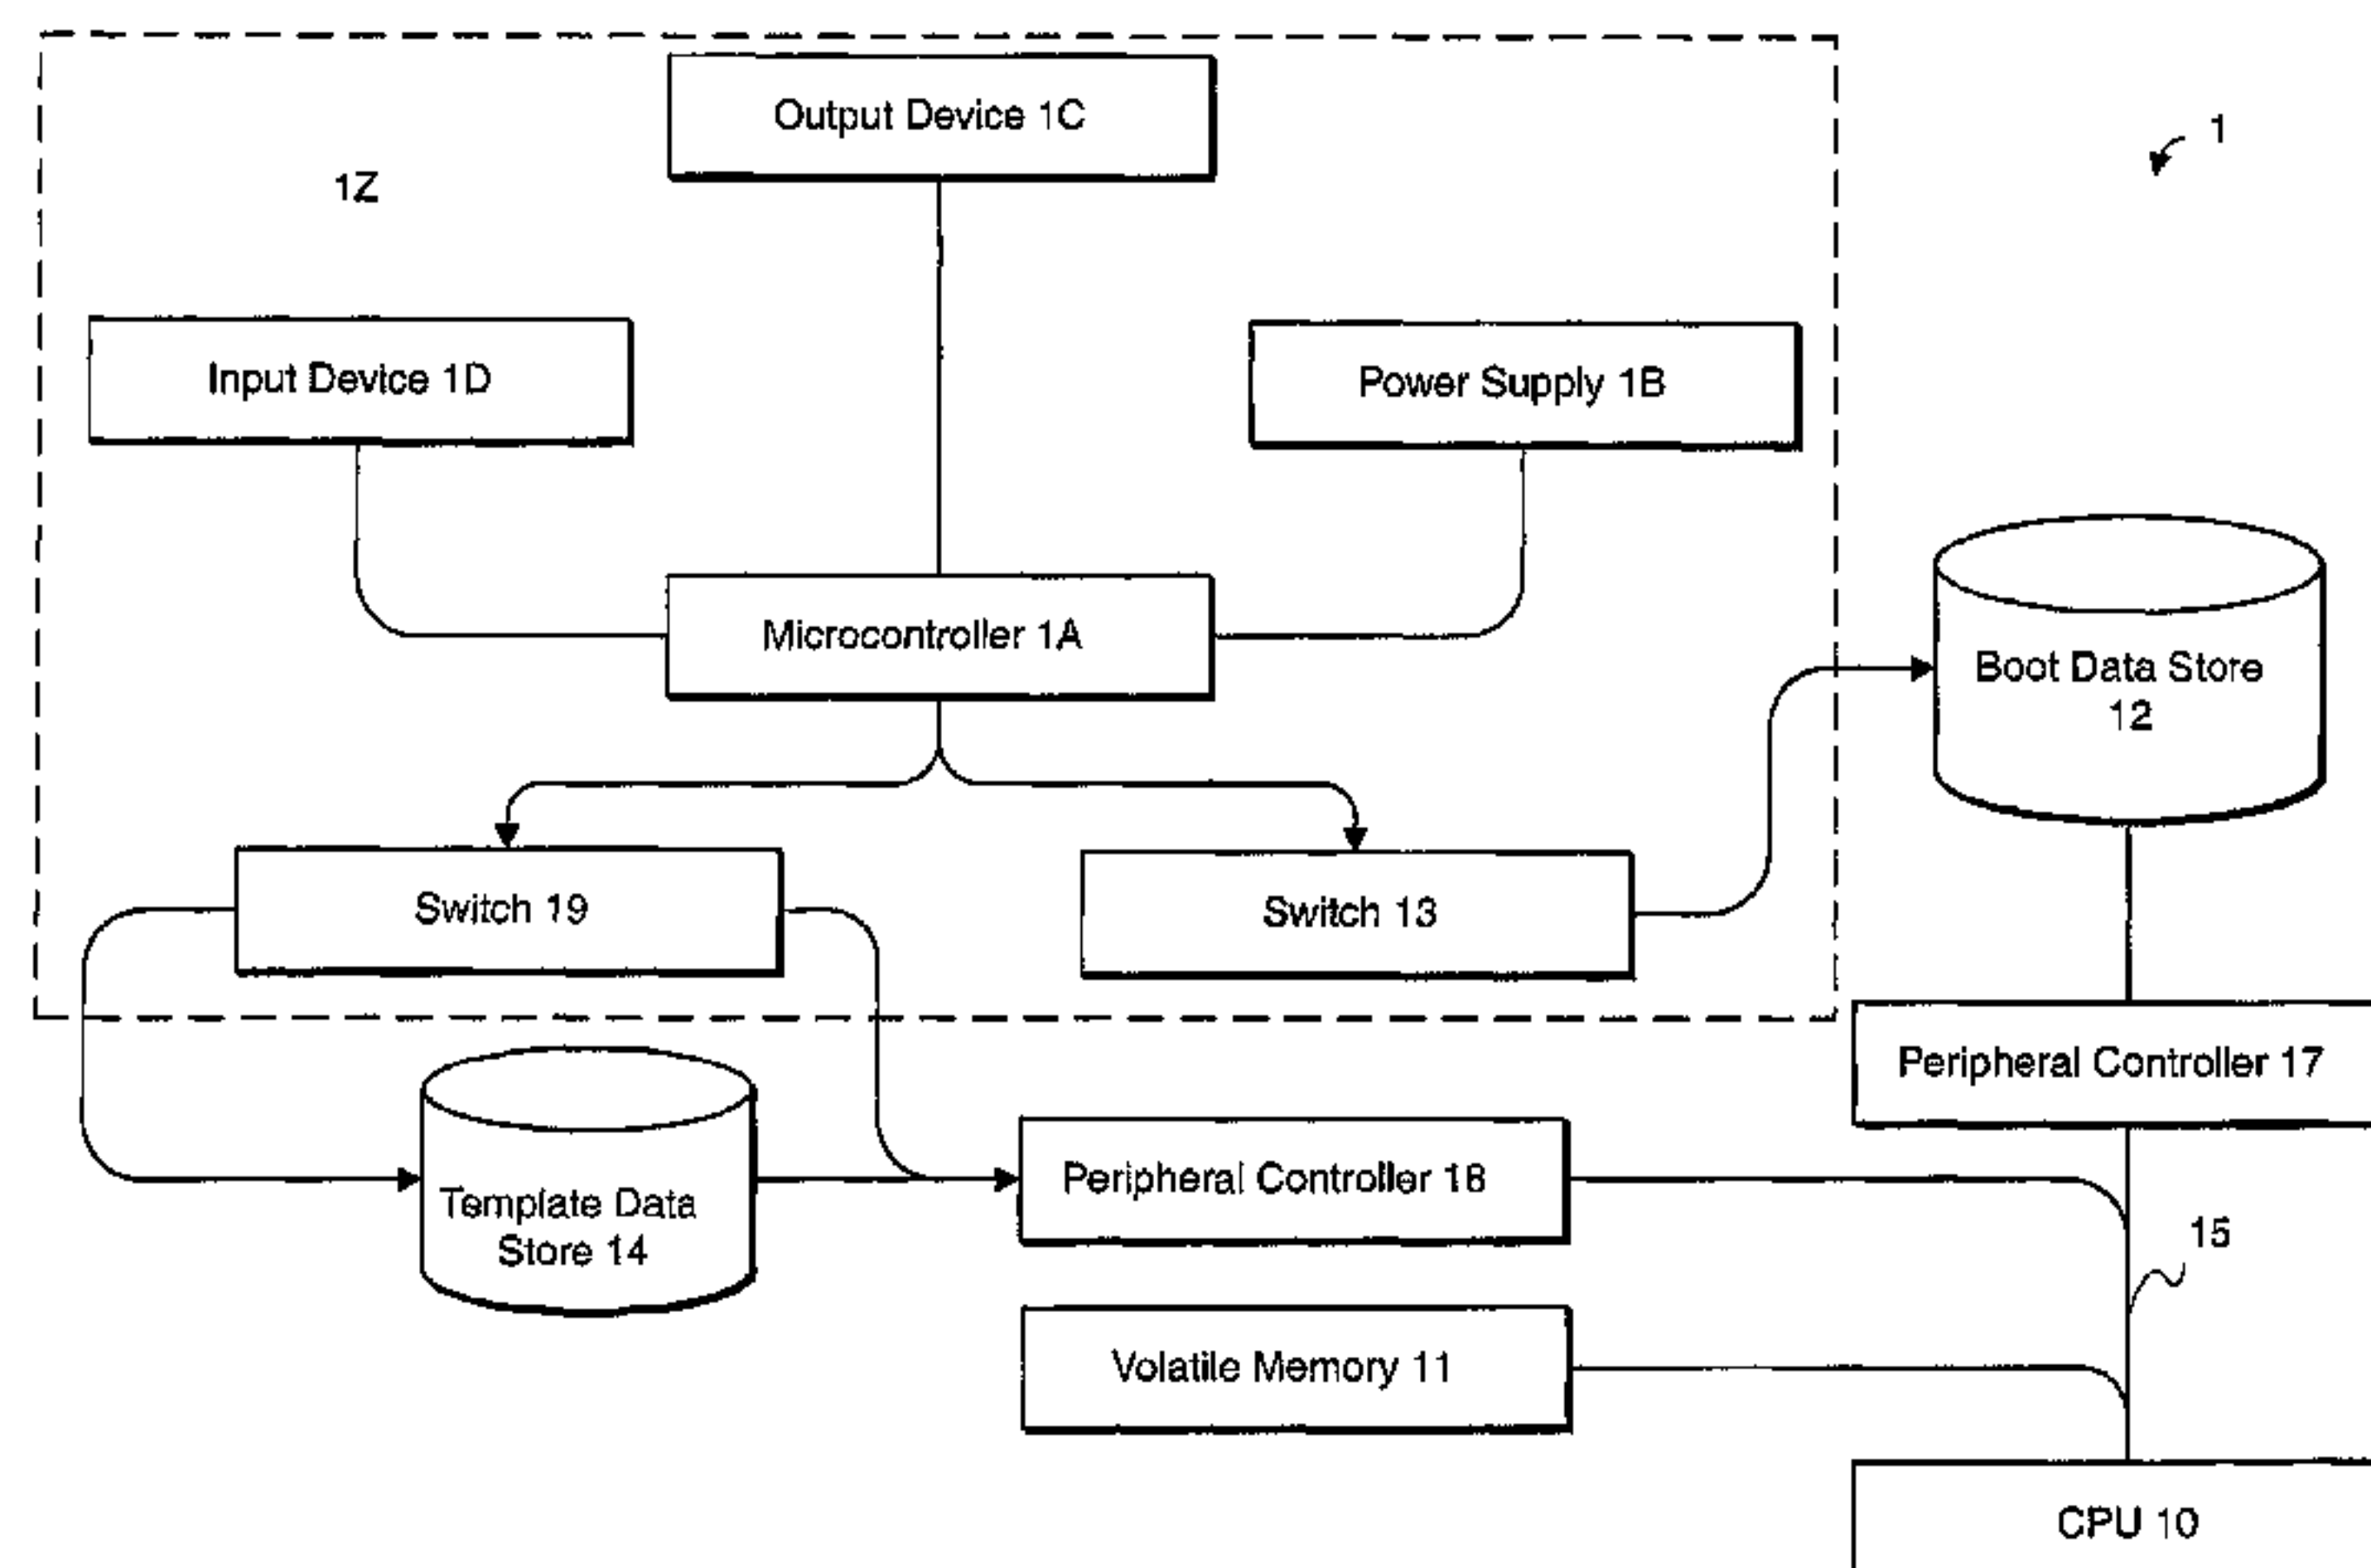 Output Device 1C
1
1Z
Input Device 1D
Power Supply 1B
Microcontroller 1A
Boot Data Store
12
Switch 19
Switch 13
Peripheral Controller 17
Peripheral Controller 18
Template Data
Store 14
15
Volatile Memory 11
CPU 10